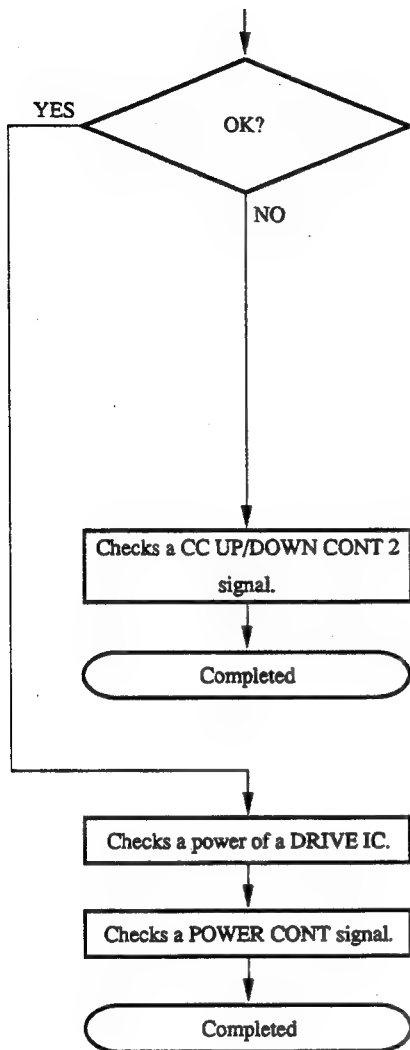 YES
OK?
NO
Checks a CC UP/DOWN CONT 2
signal.
Completed
Checks a power of a DRIVE IC.
Checks a POWER CONT signal.
Completed